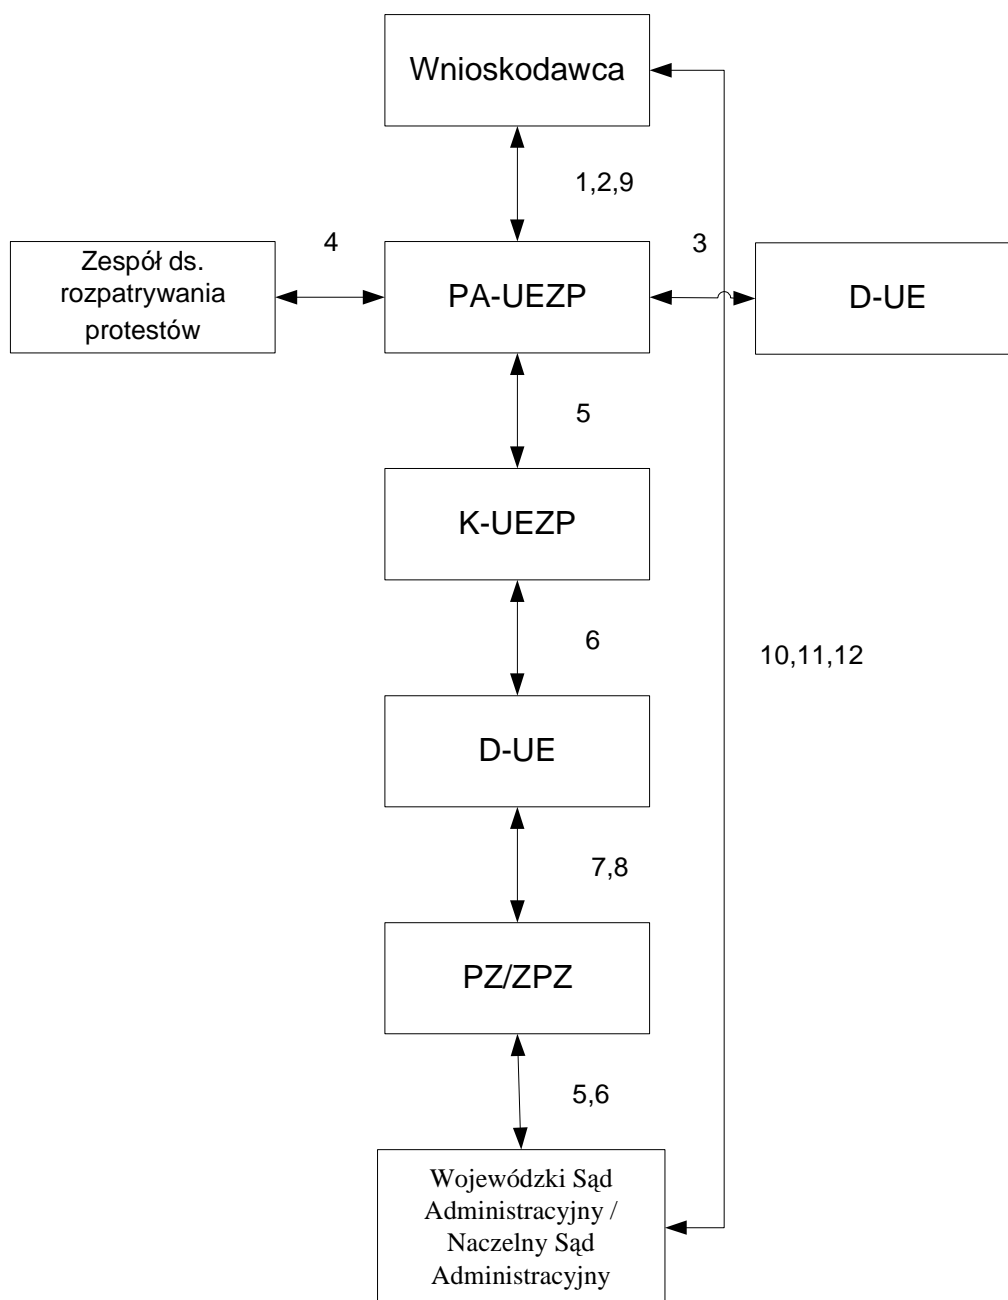 Wnioskodawca
1,2,9
Zespół ds.
rozpatrywania
protestów
4
PA-UEZP
3
D-UE
5
K-UEZP
6
10,11,12
D-UE
7,8
PZ/ZPZ
5,6
Wojewódzki Sąd
Administracyjny /
Naczelny Sąd
Administracyjny